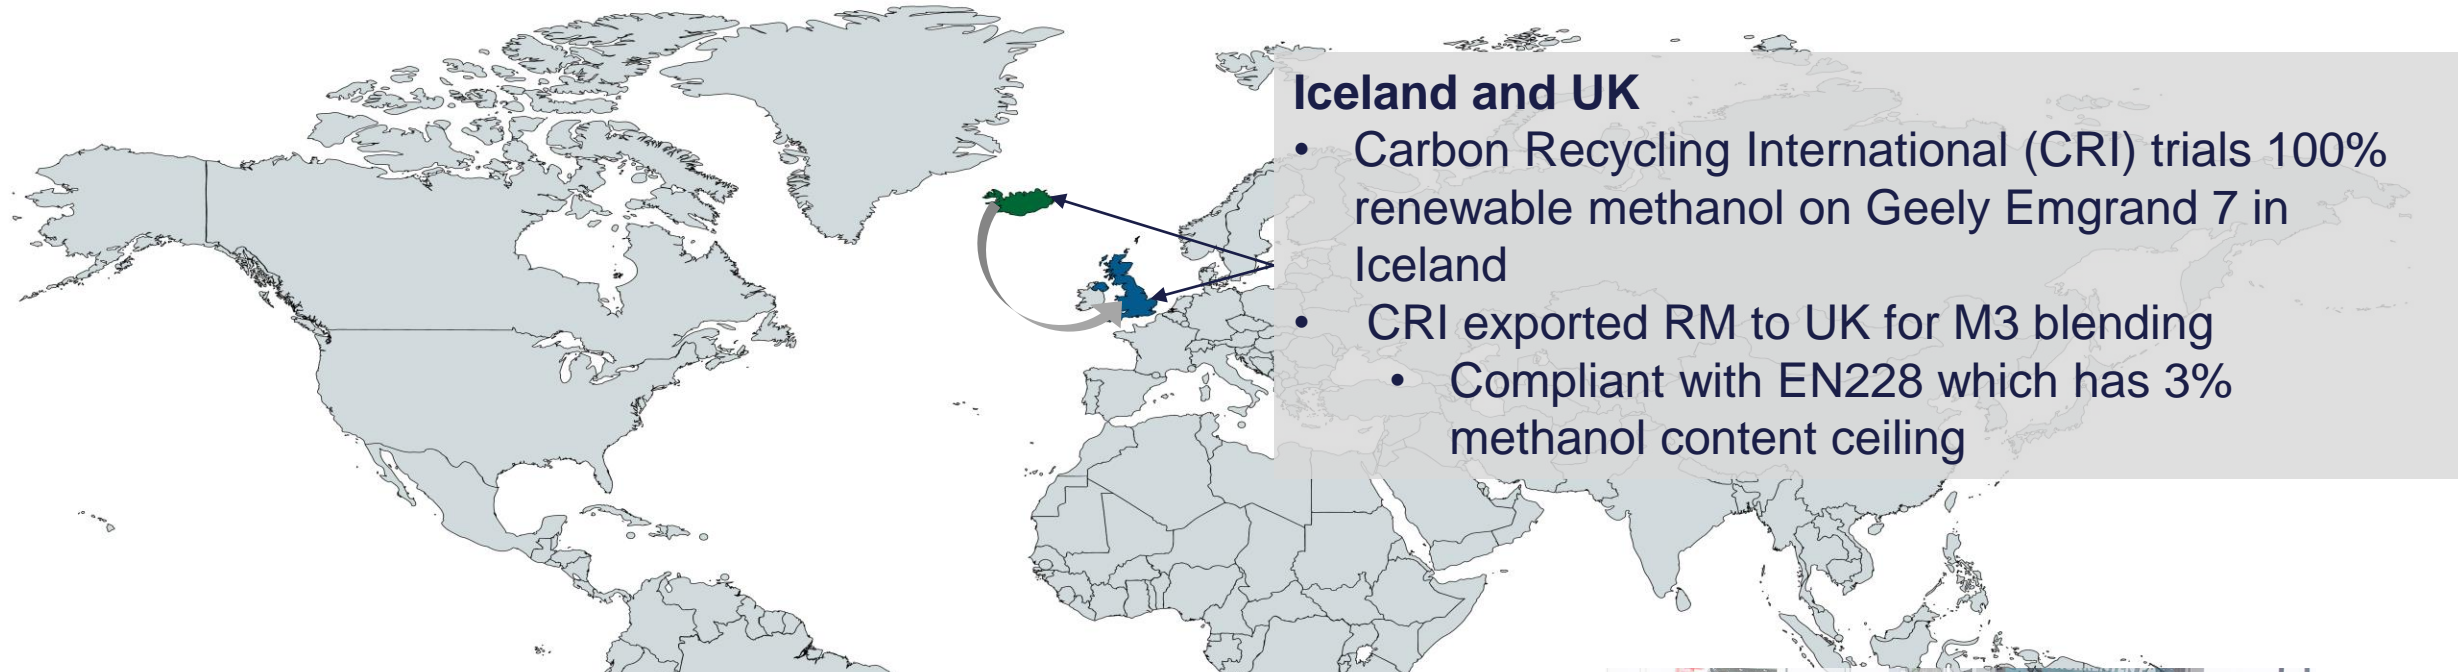 Iceland and UK
• Carbon Recycling International (CRI) trials 100%
renewable methanol on Geely Emgrand 7 in
Iceland
• CRI exported RM to UK for M3 blending
• Compliant with EN228 which has 3%
methanol content ceiling